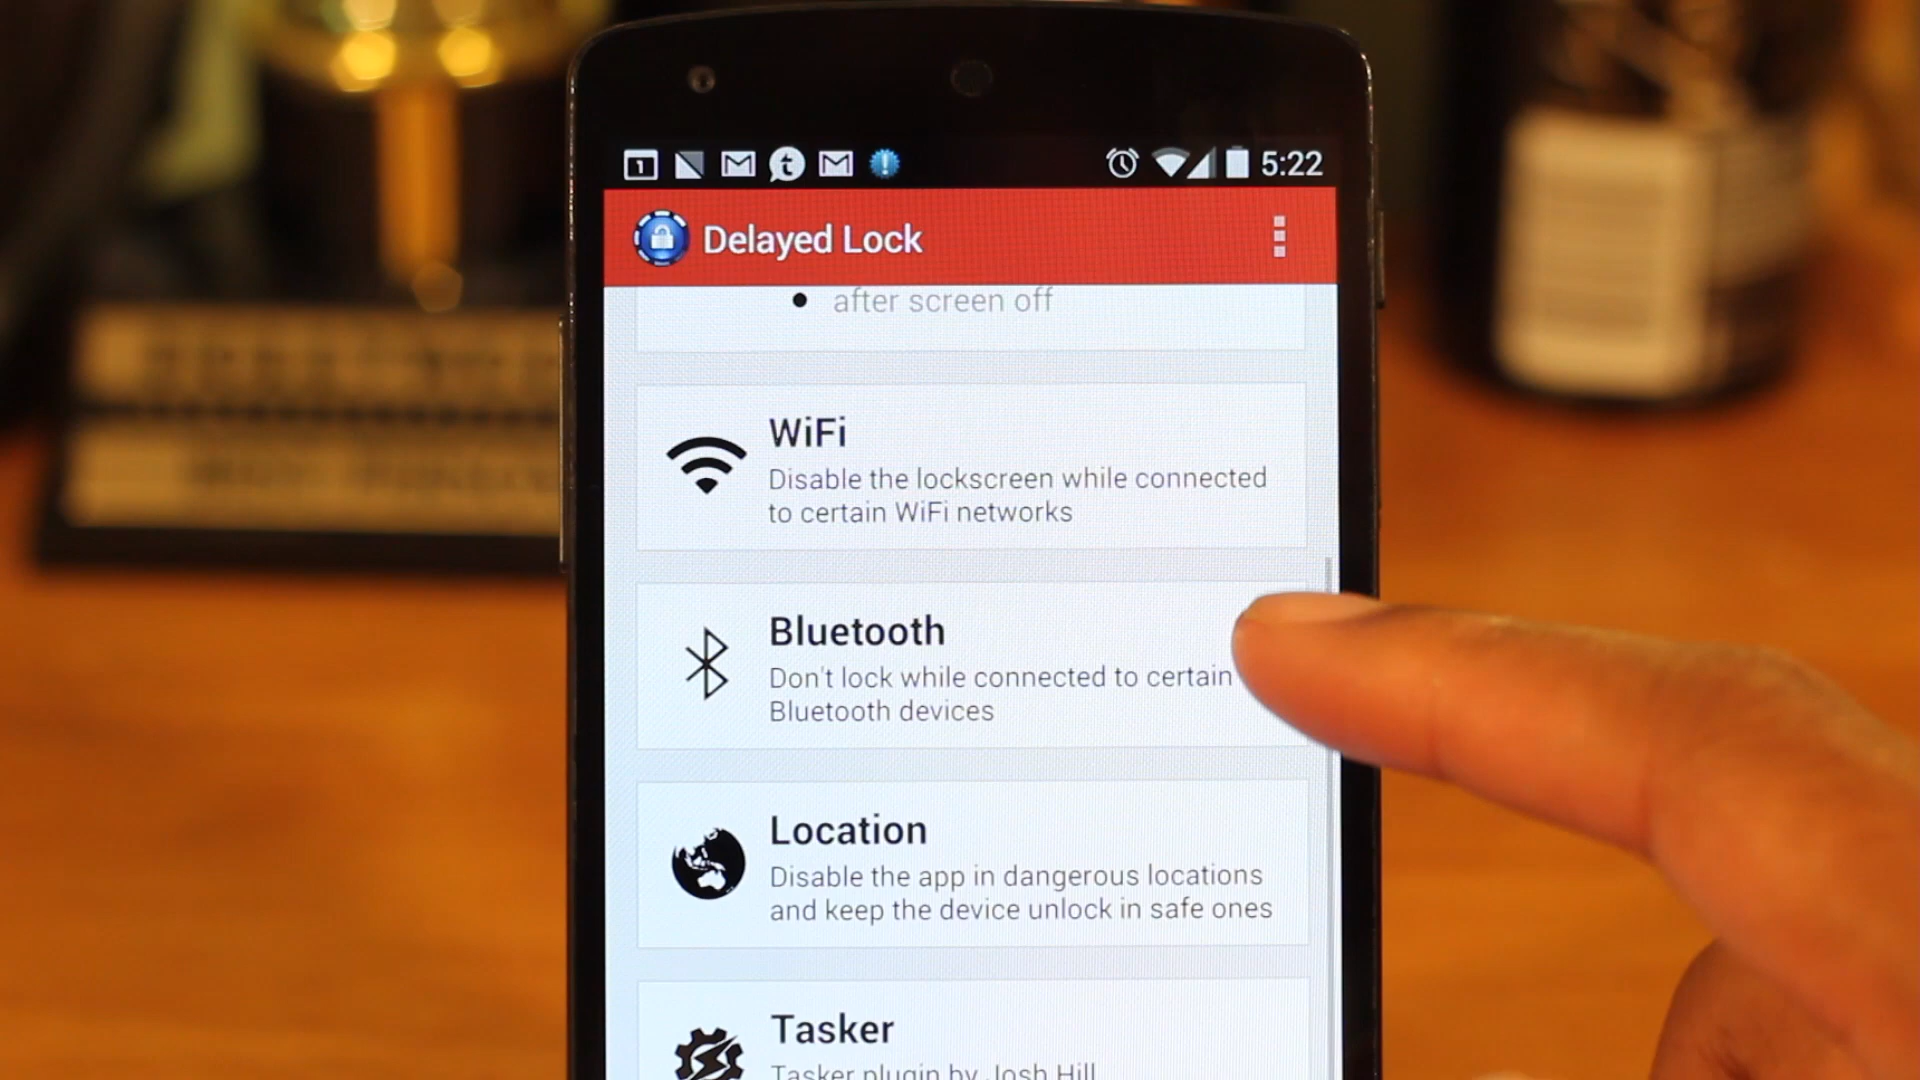 1 t ! 5:22
Delayed Lock
after screen off
WiFi
Disable the lockscreen while connected
to certain WiFi networks
Bluetooth
Don't lock while connected to certain
Bluetooth devices
Location
Disable the app in dangerous locations
and keep the device unlock in safe ones
Tasker
Tasker plugin by Josh Hill